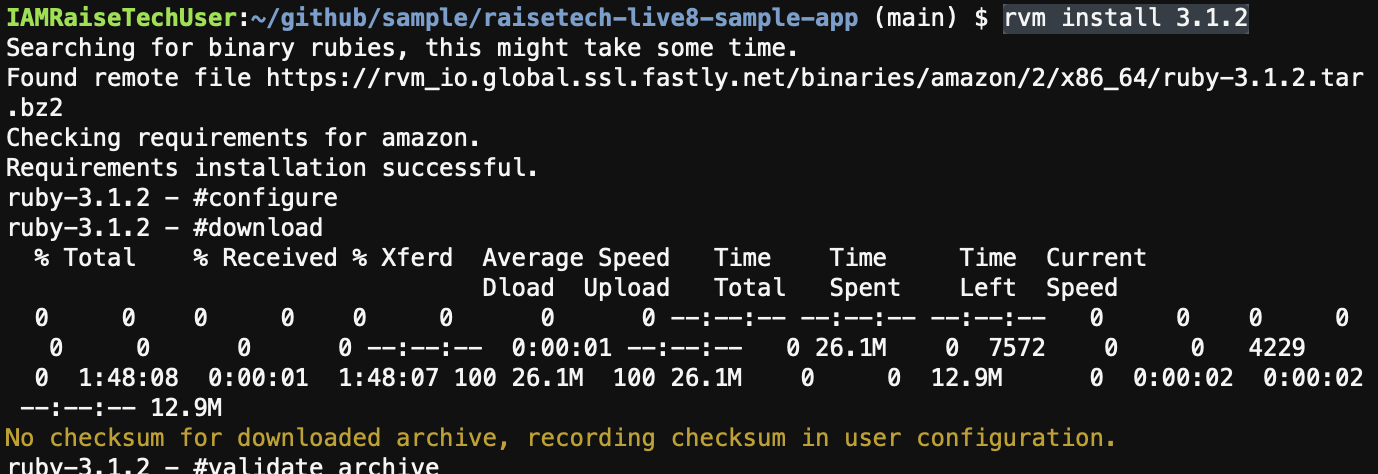 IAMRaiseTechUser:~/github/sample/raisetech-live8-sample-app (main) $ rvm install 3.1.2
Searching for binary rubies, this might take some time.
Found remote file https://rvm_io.global.ssl.fastly.net/binaries/amazon/2/x86_64/ruby-3.1.2.tar
.bz2
Checking requirements for amazon.
Requirements installation successful.
ruby-3.1.2 - #configure
ruby-3.1.2 - #download
  % Total    % Received % Xferd  Average Speed   Time    Time     Time  Current
                                 Dload  Upload   Total   Spent    Left  Speed
  0     0    0     0    0     0      0      0 --:--:-- --:--:-- --:--:--   0     0    0     0
   0     0      0      0 --:--:--  0:00:01 --:--:--   0 26.1M    0  7572    0     0   4229
  0  1:48:08  0:00:01  1:48:07 100 26.1M  100 26.1M    0     0  12.9M      0  0:00:02  0:00:02
 --:--:-- 12.9M
No checksum for downloaded archive, recording checksum in user configuration.
ruby-3.1.2 - #validate archive